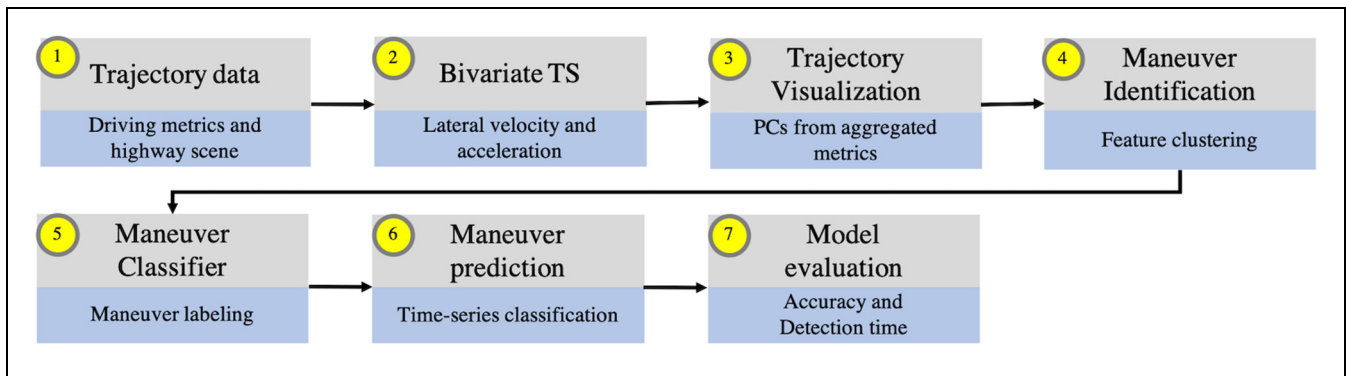 1
Trajectory data
Driving metrics and
highway scene
2
Bivariate TS
Lateral velocity and
acceleration
3
Trajectory
Visualization
PCs from aggregated
metrics
4
Maneuver
Identification
Feature clustering
5
Maneuver
Classifier
Maneuver labeling
6
Maneuver
prediction
Time-series classification
7
Model
evaluation
Accuracy and
Detection time